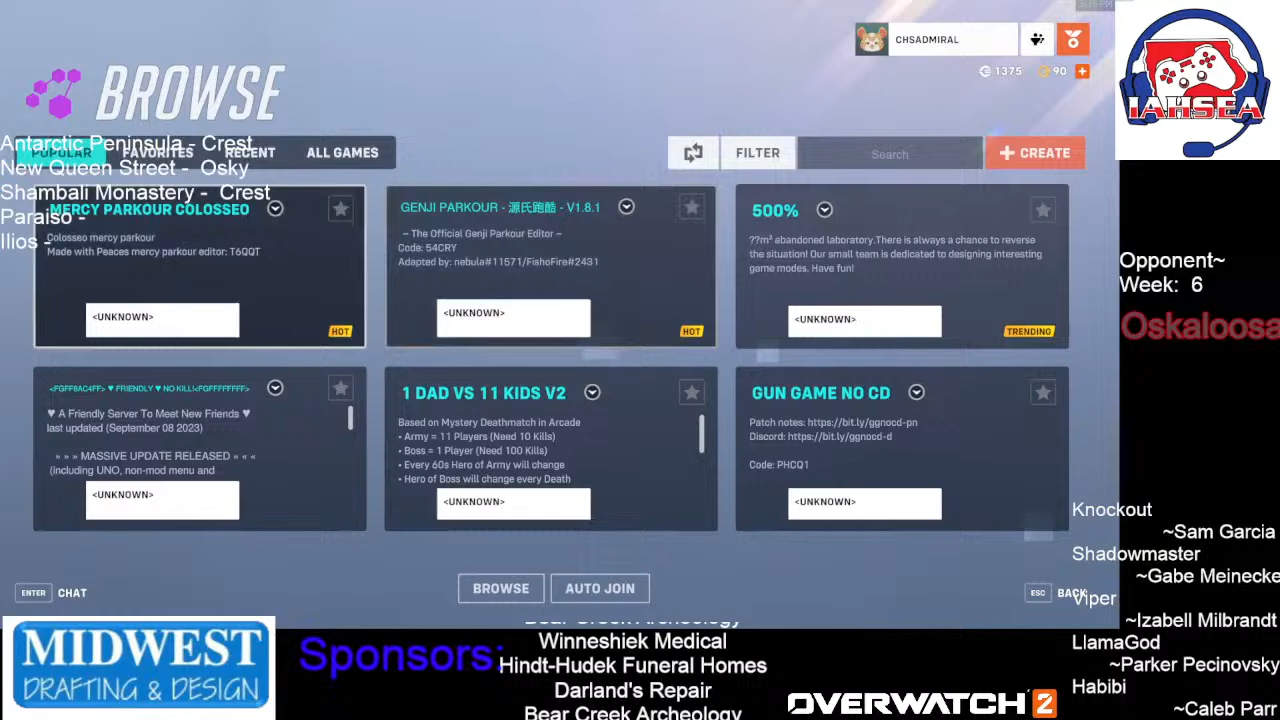 CHSADMIRAL
1375
90
IAHSEA
BROWSE
Antarctic Peninsula - Crest
New Queen Street - Osky
Shambali Monastery - Crest
Paraiso -
Ilios -
POPULAR
FAVORITES
RECENT
ALL GAMES
FILTER
Search
+ CREATE
MERCY PARKOUR COLOSSEO
Colosseo mercy parkour
Made with Peaces mercy parkour editor: T6QQT
<UNKNOWN>
HOT
GENJI PARKOUR - 源氏跑酷 - V1.8.1
– The Official Genji Parkour Editor –
Code: 54CRY
Adapted by: nebula#11571/FishoFire#2431
<UNKNOWN>
HOT
500%
??m² abandoned laboratory.There is always a chance to reverse
the situation! Our small team is dedicated to designing interesting
game modes. Have fun!
<UNKNOWN>
TRENDING
<FGFF8AC4FF> ♥ FRIENDLY ♥ NO KILL!<FGFFFFFFFF>
♥ A Friendly Server To Meet New Friends ♥
last updated (September 08 2023)
» » » MASSIVE UPDATE RELEASED « « «
(including UNO, non-mod menu and
<UNKNOWN>
1 DAD VS 11 KIDS V2
Based on Mystery Deathmatch in Arcade
• Army = 11 Players (Need 10 Kills)
• Boss = 1 Player (Need 100 Kills)
• Every 60s Hero of Army will change
• Hero of Boss will change every Death
<UNKNOWN>
GUN GAME NO CD
Patch notes: https://bit.ly/ggnocd-pn
Discord: https://bit.ly/ggnocd-d
Code: PHCQ1
<UNKNOWN>
Opponent~
Week: 6
Oskaloosa
Knockout
~Sam Garcia
Shadowmaster
~Gabe Meinecke
Viper
~Izabell Milbrandt
LlamaGod
~Parker Pecinovsky
Habibi
~Caleb Parr
ENTER CHAT
BROWSE
AUTO JOIN
ESC BACK
MIDWEST
DRAFTING & DESIGN
Sponsors:
Bear Creek Archeology
Winneshiek Medical
Hindt-Hudek Funeral Homes
Darland's Repair
Bear Creek Archeology
OVERWATCH 2